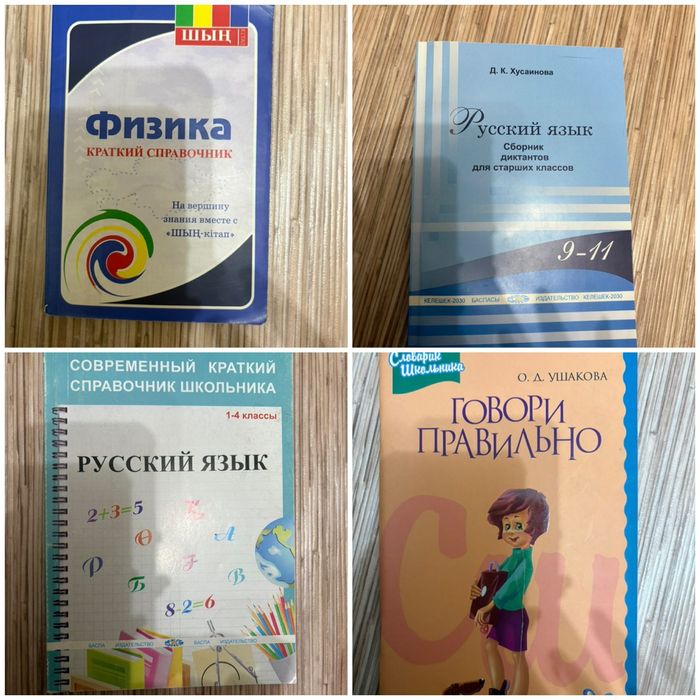 ШЫҢ
Физика
КРАТКИЙ СПРАВОЧНИК
На вершину
знания вместе с
«ШЫҢ-кітап»
Д. К. Хусаинова
Русский язык
Сборник
диктантов
для старших классов
9-11
КЕЛЕШЕК-2030 БАСПАСЫ ИЗДАТЕЛЬСТВО КЕЛЕШЕК-2030
СОВРЕМЕННЫЙ КРАТКИЙ
СПРАВОЧНИК ШКОЛЬНИКА
1-4 классы
РУССКИЙ ЯЗЫК
2+3=5
8-2=6
Словарик
Школьника
О. Д. УШАКОВА
ГОВОРИ
ПРАВИЛЬНО